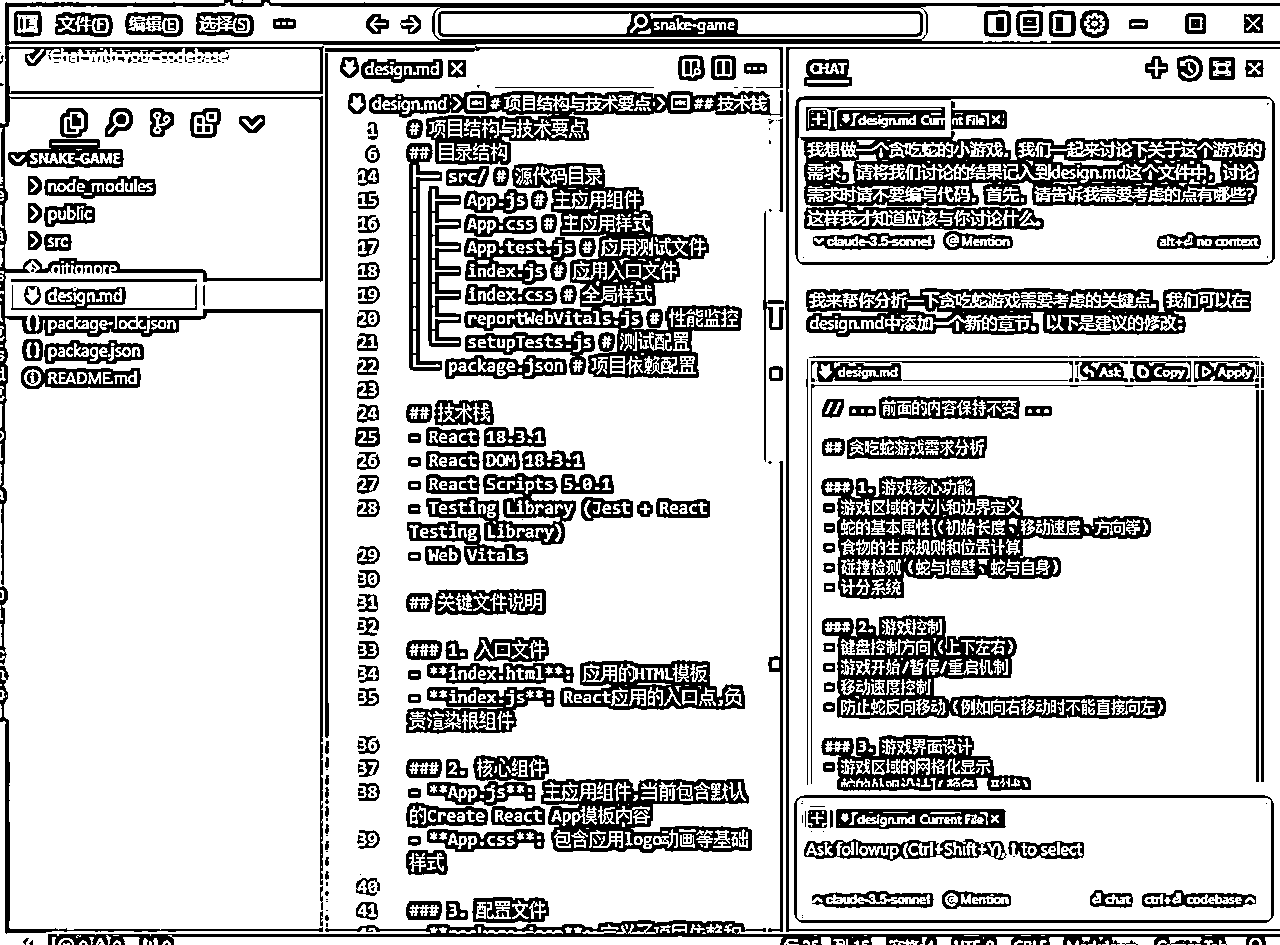 文件(F) 编辑(E) 选择(S) ...
snake-game
Chat with your codebase
SNAKE-GAME
node_modules
public
src
.gitignore
design.md
package-lock.json
package.json
README.md
design.md
design.md > # 项目结构与技术要点 > ## 技术栈
1 # 项目结构与技术要点
6 ## 目录结构
14 src/ # 源代码目录
15 App.js # 主应用组件
16 App.css # 主应用样式
17 App.test.js # 应用测试文件
18 index.js # 应用入口文件
19 index.css # 全局样式
20 reportWebVitals.js # 性能监控
21 setupTests.js # 测试配置
22 package.json # 项目依赖配置
23
24 ## 技术栈
25 - React 18.3.1
26 - React DOM 18.3.1
27 - React Scripts 5.0.1
28 - Testing Library (Jest + React
Testing Library)
29 - Web Vitals
30
31 ## 关键文件说明
32
33 ### 1. 入口文件
34 - **index.html**: 应用的HTML模板
35 - **index.js**: React应用的入口点,负
责渲染根组件
36
37 ### 2. 核心组件
38 - **App.js**: 主应用组件,当前包含默认
的Create React App模板内容
39 - **App.css**: 包含应用logo动画等基础
样式
40
41 ### 3. 配置文件
CHAT
design.md Current File ×
我想做一个贪吃蛇的小游戏，我们一起来讨论下关于这个游戏的
需求，请将我们讨论的结果记入到design.md这个文件中，讨论
需求时请不要编写代码，首先，请告诉我需要考虑的点有哪些？
这样我才知道应该与你讨论什么。
claude-3.5-sonnet @ Mention alt+⏎ no context
我来帮你分析一下贪吃蛇游戏需要考虑的关键点。我们可以在
design.md中添加一个新的章节，以下是建议的修改：
design.md Ask Copy Apply
// ... 前面的内容保持不变 ...
## 贪吃蛇游戏需求分析
### 1. 游戏核心功能
- 游戏区域的大小和边界定义
- 蛇的基本属性（初始长度、移动速度、方向等）
- 食物的生成规则和位置计算
- 碰撞检测（蛇与墙壁、蛇与自身）
- 计分系统
### 2. 游戏控制
- 键盘控制方向（上下左右）
- 游戏开始/暂停/重启机制
- 移动速度控制
- 防止蛇反向移动（例如向右移动时不能直接向左）
### 3. 游戏界面设计
- 游戏区域的网格化显示
design.md Current File ×
Ask followup (Ctrl+Shift+Y), ↑ to select
claude-3.5-sonnet @ Mention ⏎ chat ctrl+⏎ codebase